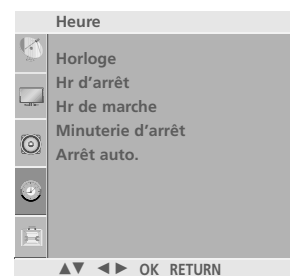 Heure
Horloge
Hr d'arrêt
Hr de marche
Minuterie d'arrêt
Arrêt auto.
▲▼ ◄► OK RETURN